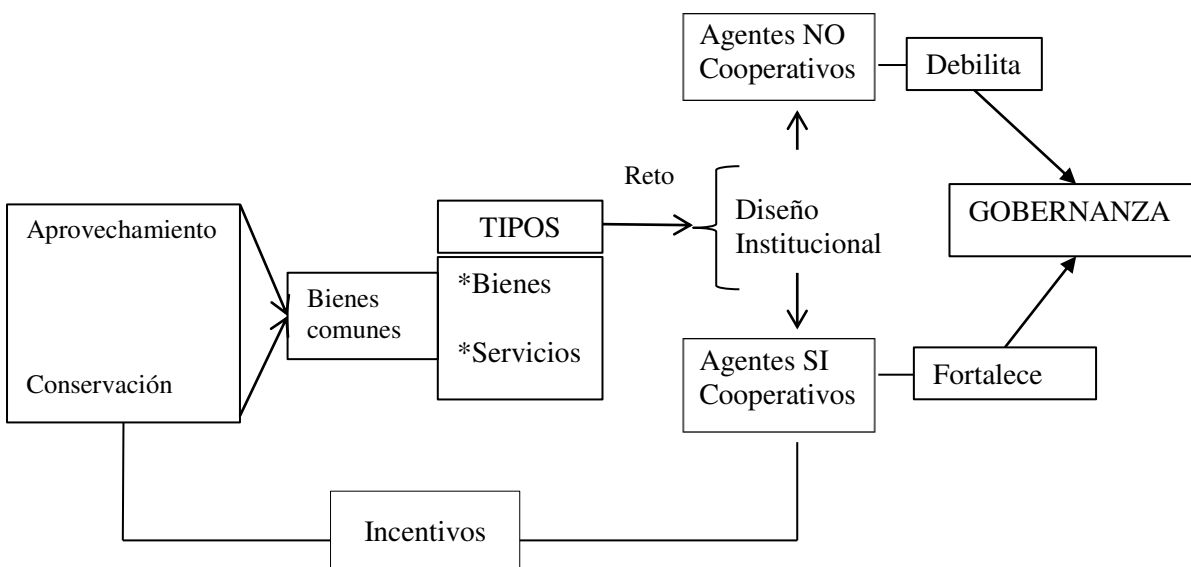 Agentes NO
Cooperativos
Debilita
Reto
Aprovechamiento
TIPOS
Diseño
Institucional
GOBERNANZA
*Bienes
Bienes
comunes
*Servicios
Conservación
Agentes SI
Cooperativos
Fortalece
Incentivos